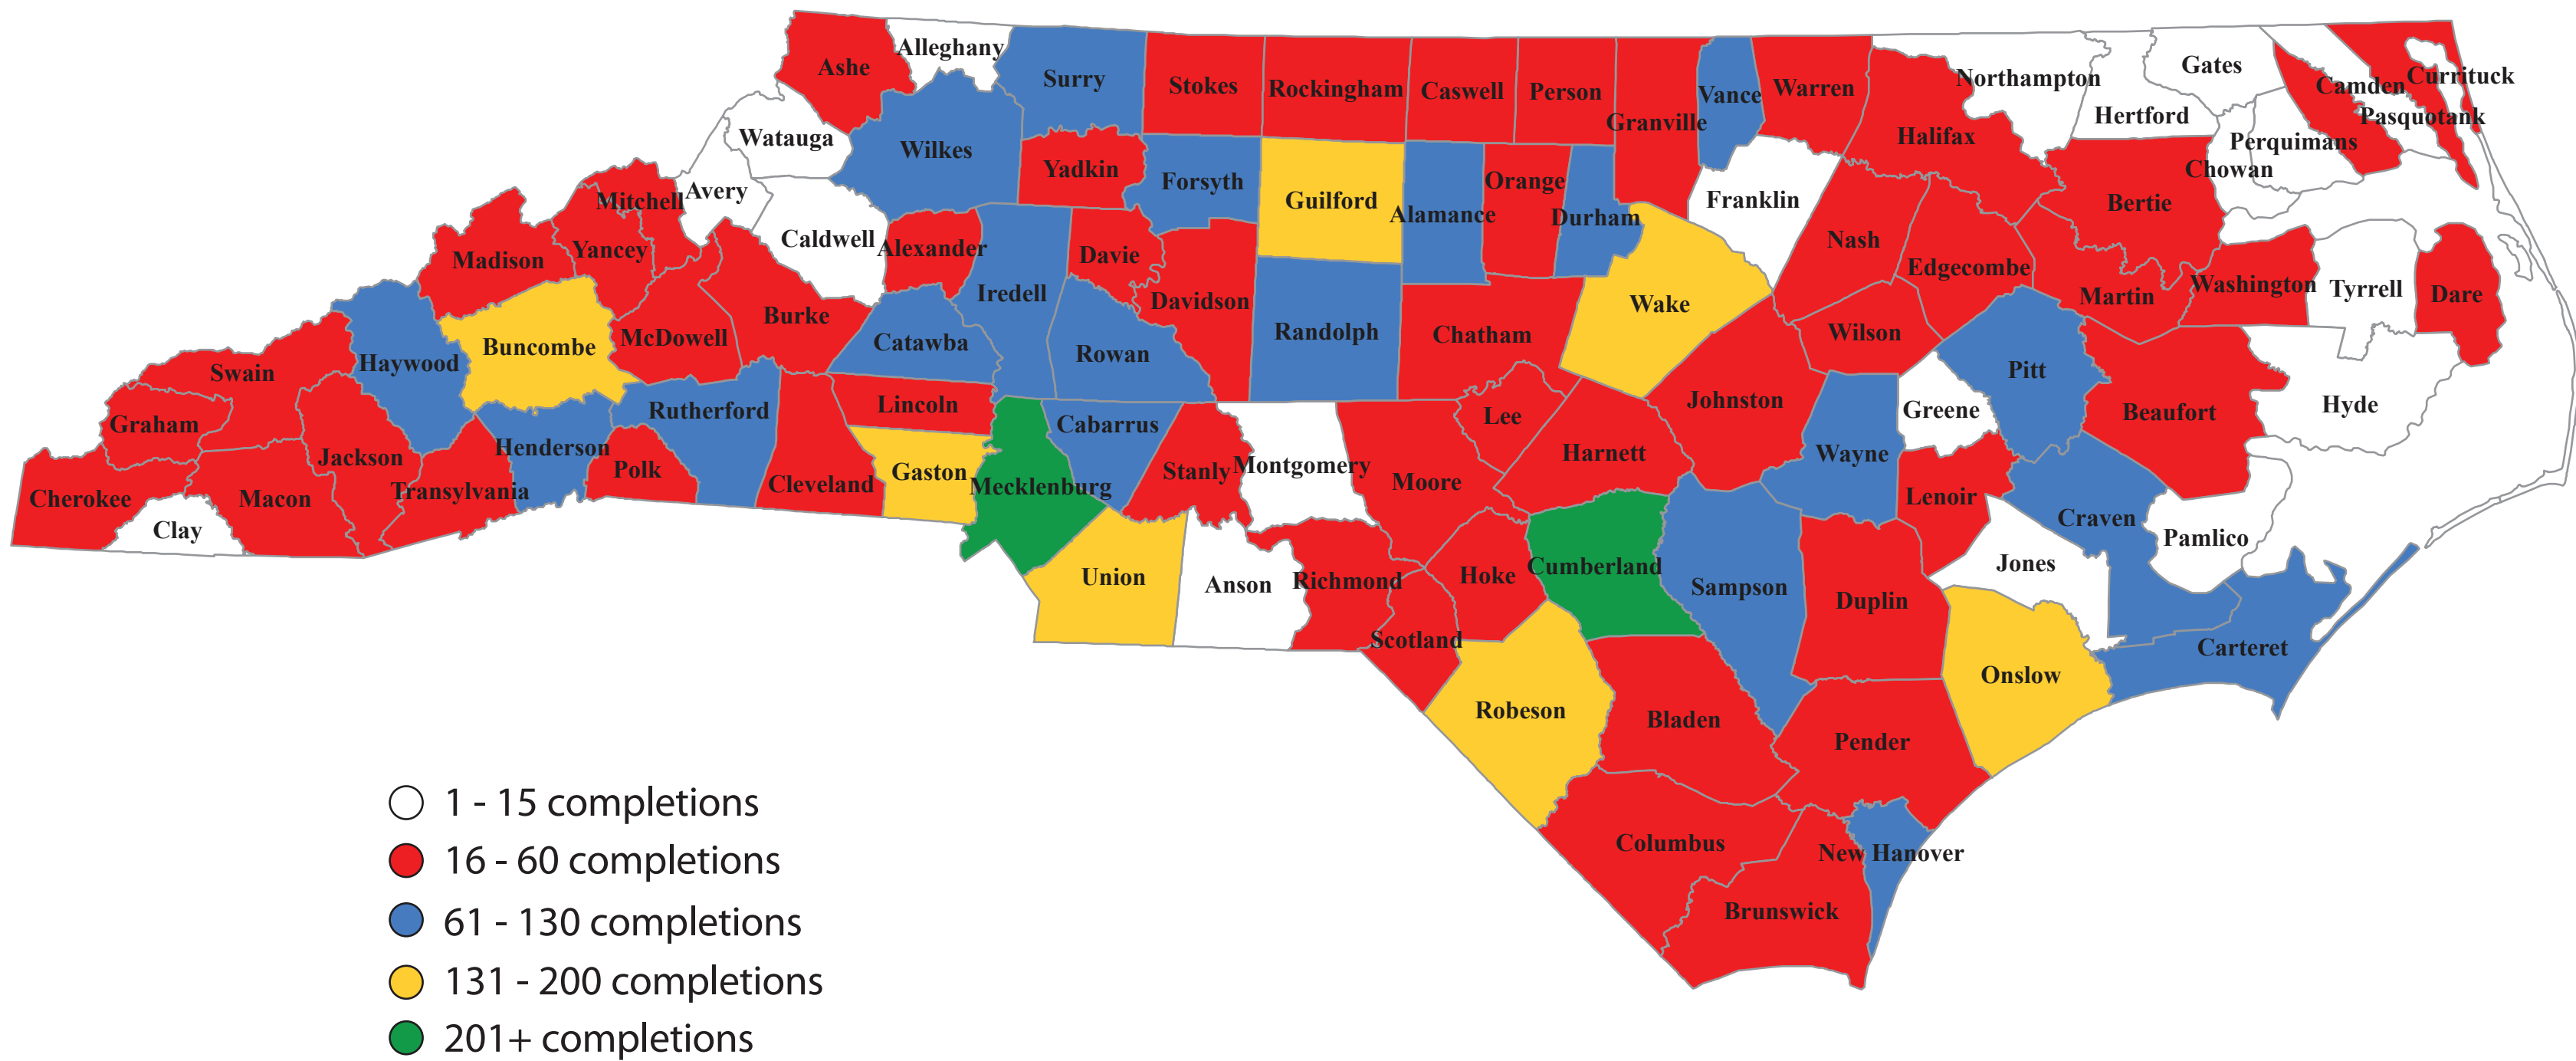 Ashe
Alleghany
Surry
Stokes
Rockingham
Caswell
Person
Granville
Vance
Warren
Northampton
Gates
Camden
Currituck
Pasquotank
Hertford
Perquimans
Chowan
Halifax
Watauga
Wilkes
Yadkin
Forsyth
Guilford
Alamance
Orange
Durham
Franklin
Bertie
Mitchell
Avery
Madison
Yancey
Caldwell
Alexander
Iredell
Davie
Davidson
Randolph
Chatham
Wake
Nash
Edgecombe
Martin
Washington
Tyrrell
Dare
Haywood
Buncombe
McDowell
Burke
Catawba
Rowan
Wilson
Pitt
Swain
Graham
Rutherford
Lincoln
Cabarrus
Lee
Johnston
Greene
Beaufort
Hyde
Cherokee
Clay
Macon
Jackson
Transylvania
Henderson
Polk
Cleveland
Gaston
Mecklenburg
Stanly
Montgomery
Moore
Harnett
Wayne
Lenoir
Craven
Pamlico
Union
Anson
Richmond
Hoke
Cumberland
Sampson
Duplin
Jones
Scotland
Robeson
Bladen
Onslow
Carteret
Pender
Columbus
New Hanover
Brunswick
1 - 15 completions
16 - 60 completions
61 - 130 completions
131 - 200 completions
201+ completions